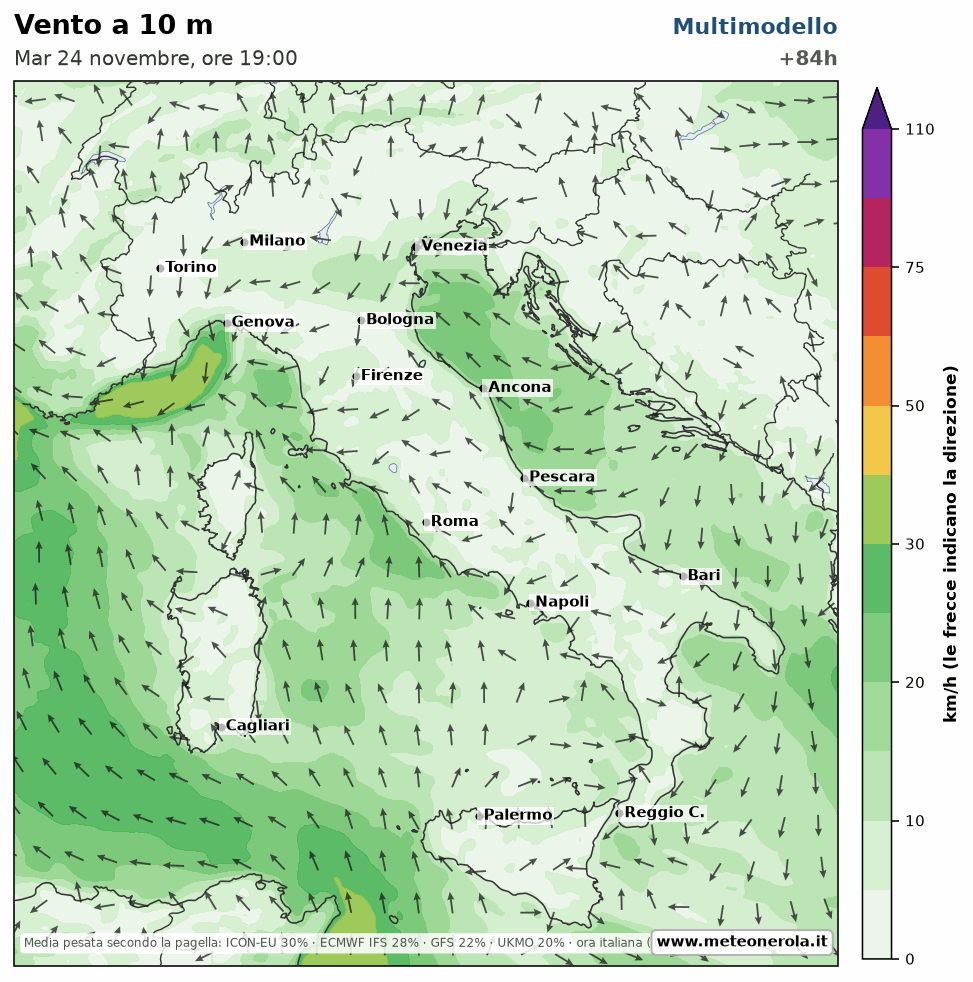 Vento a 10 m
Multimodello
Mar 24 novembre, ore 19:00
+84h
110
Milano
Venezia
Torino
75
Genova
Bologna
Firenze
Ancona
50
Pescara
Roma
30
Bari
Napoli
20
Cagliari
Palermo
Reggio C.
10
km/h (le frecce indicano la direzione)
Media pesata secondo la pagella: ICON-EU 30% · ECMWF IFS 28% · GFS 22% · UKMO 20% · ora italiana (
www.meteonerola.it
0